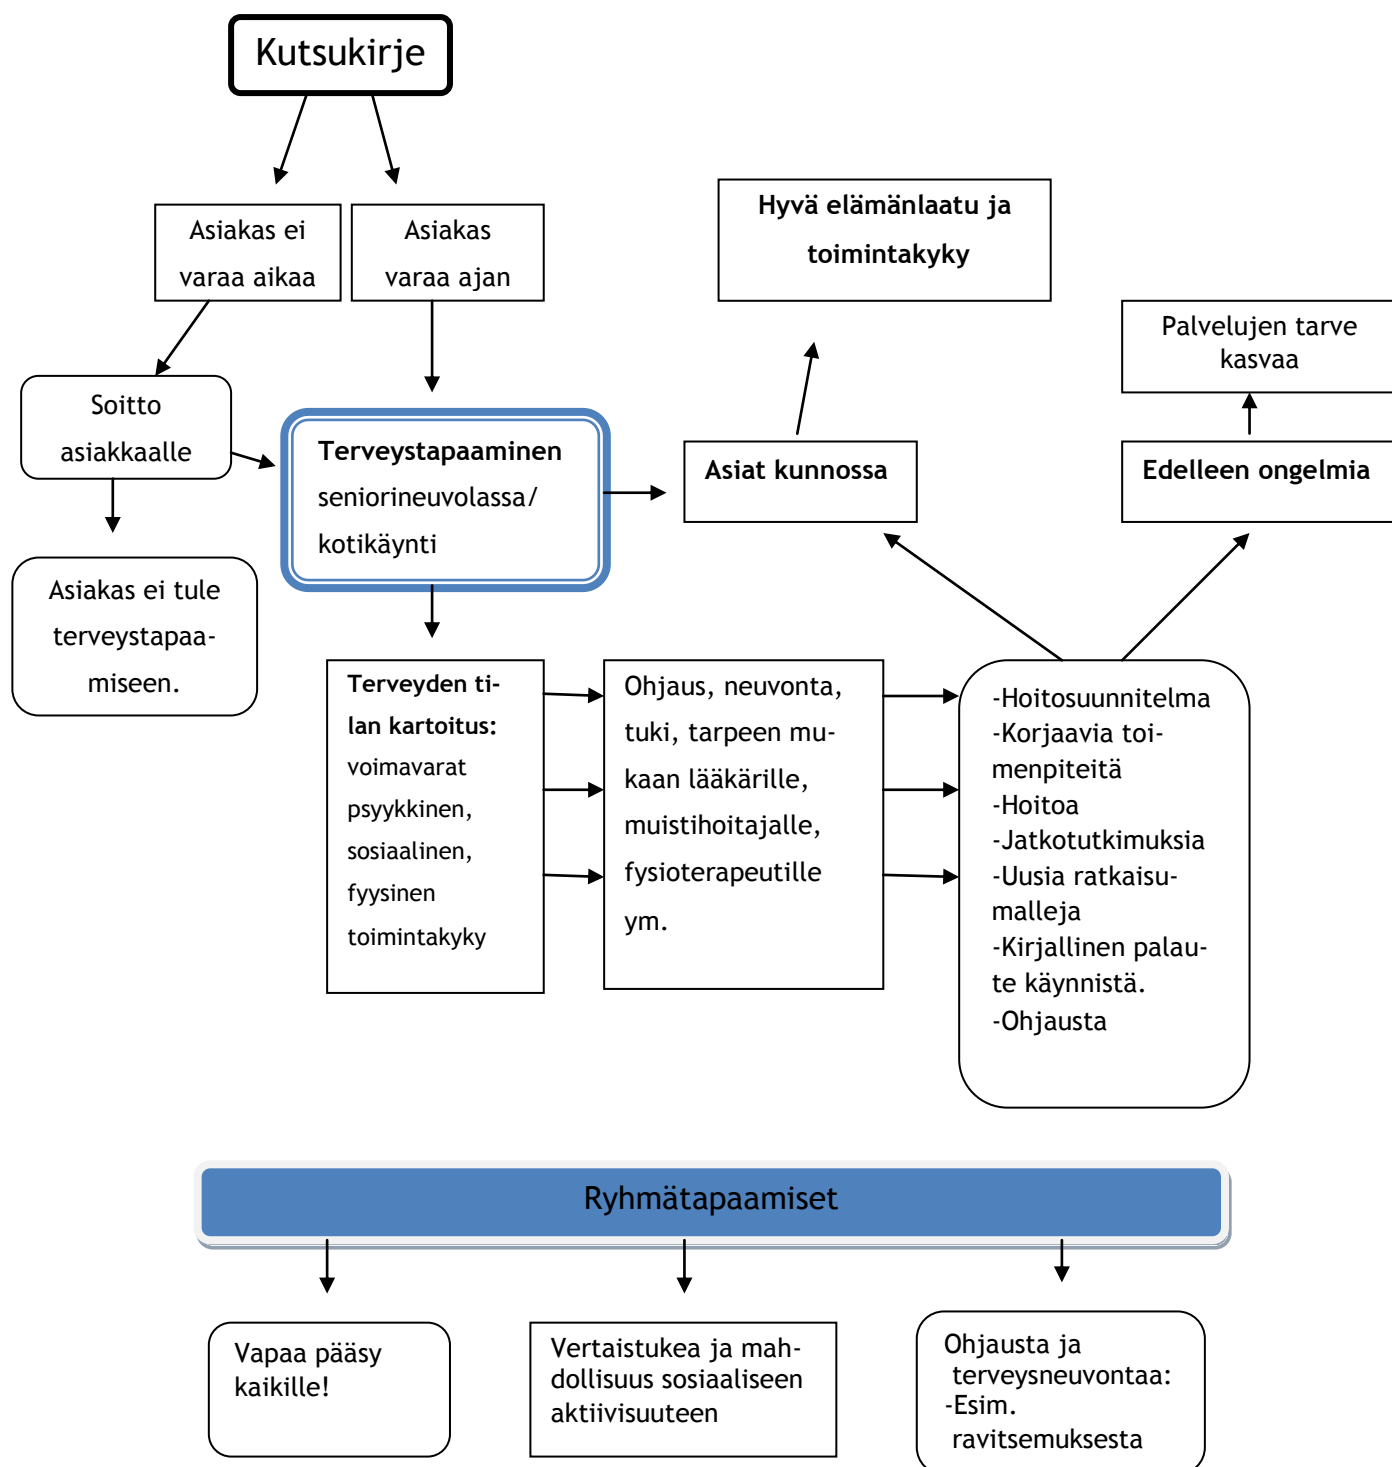 Kutsukirje
Asiakas ei
varaa aikaa
Asiakas
varaa ajan
Hyvä elämänlaatu ja
toimintakyky
Palvelujen tarve
kasvaa
Soitto
asiakkaalle
Terveystapaaminen
seniorineuvolassa/
kotikäynti
Asiat kunnossa
Edelleen ongelmia
Asiakas ei tule
terveystapaa-
miseen.
Terveyden ti-
lan kartoitus:
voimavarat
psyykkinen,
sosiaalinen,
fyysinen
toimintakyky
Ohjaus, neuvonta,
tuki, tarpeen mu-
kaan lääkärille,
muistihoitajalle,
fysioterapeutille
ym.
-Hoitosuunnitelma
-Korjaavia toi-
menpiteitä
-Hoitoa
-Jatkotutkimuksia
-Uusia ratkaisu-
malleja
-Kirjallinen palau-
te käynnistä.
-Ohjausta
Ryhmätapaamiset
Vapaa pääsy
kaikille!
Vertaistukea ja mah-
dollisuus sosiaaliseen
aktiivisuuteen
Ohjausta ja
terveysneuvontaa:
-Esim.
ravitsemuksesta